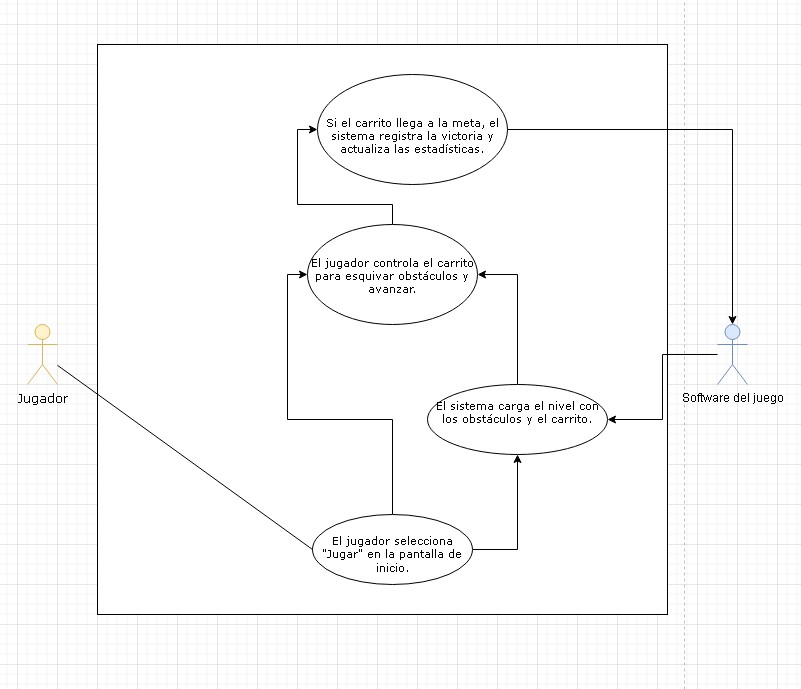 Si el carrito llega a la meta, el
sistema registra la victoria y
actualiza las estadísticas.
El jugador controla el carrito
para esquivar obstáculos y
avanzar.
Jugador
Software del juego
El sistema carga el nivel con
los obstáculos y el carrito.
El jugador selecciona
"Jugar" en la pantalla de
inicio.